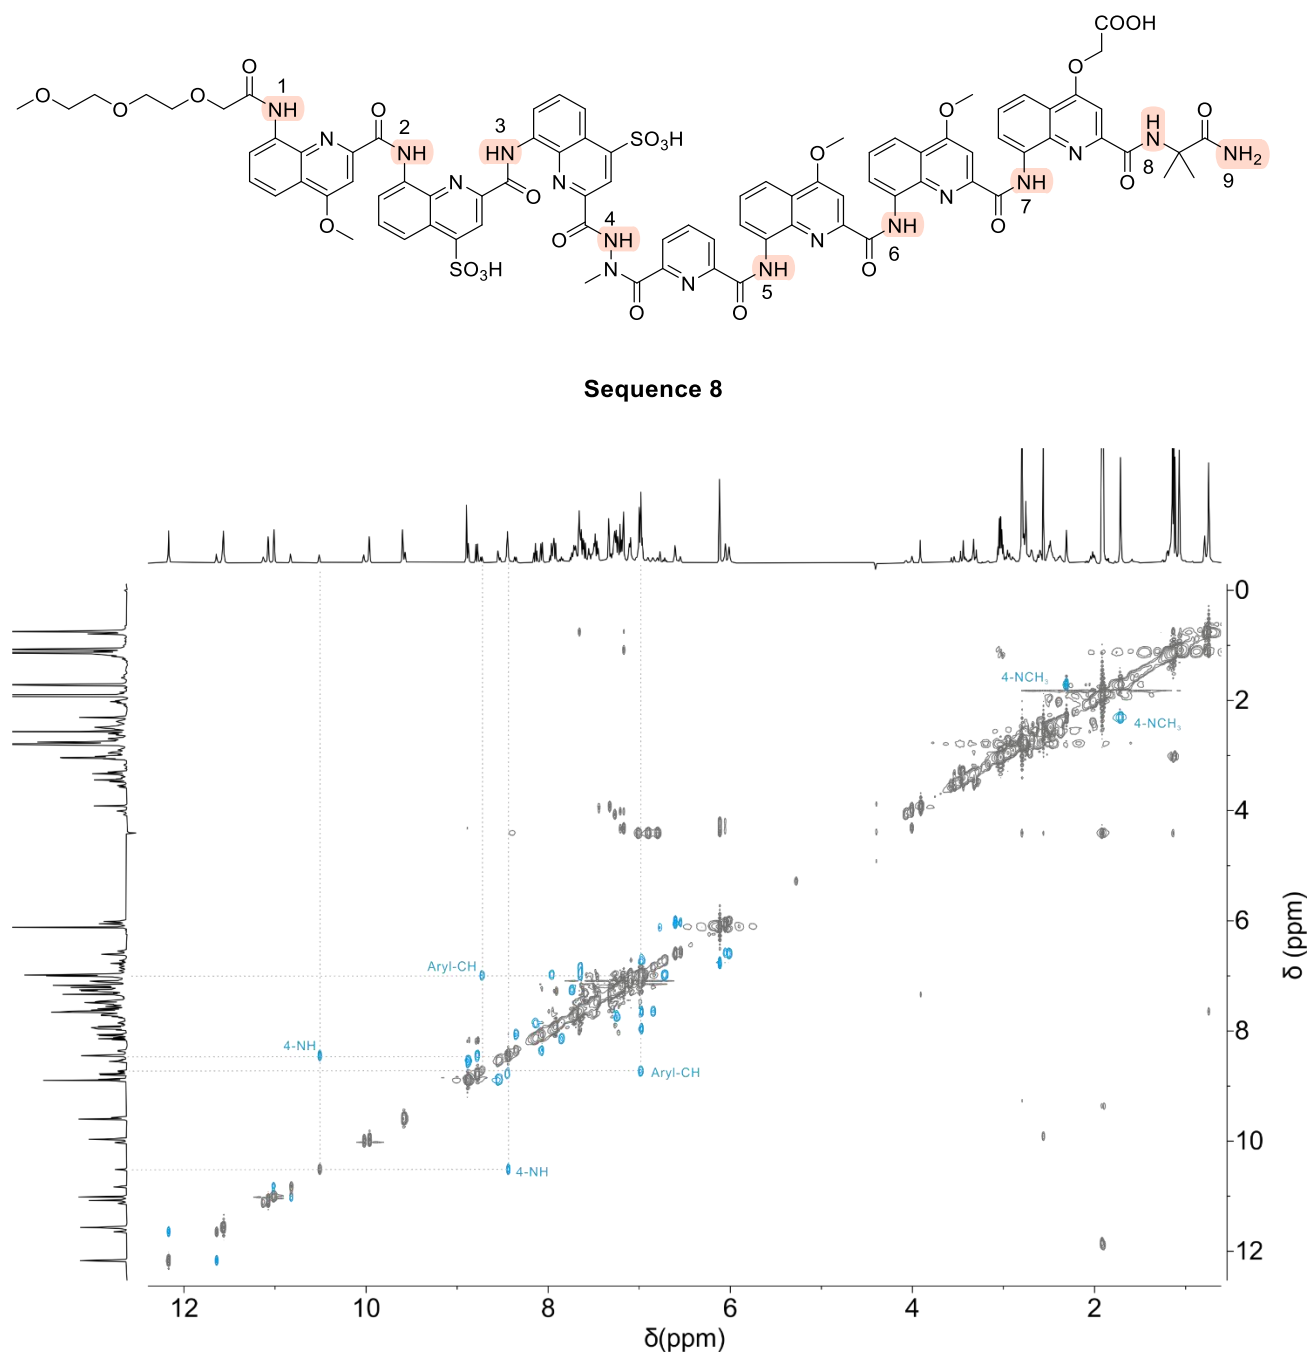 COOH
O
O
1
O
O
O
O
NH
N
O
2
NH
3
HN
N
O
N
SO₃H
O
O
SO₃H
4
NH
O
N
N
O
O
5
NH
O
N
O
6
NH
O
N
O
7
NH
O
N
O
H
N
8
O
NH₂
9
Sequence 8
4-NCH₃
4-NCH₃
Aryl-CH
4-NH
Aryl-CH
4-NH
0
2
4
6
8
10
12
δ (ppm)
12
10
8
6
4
2
δ(ppm)